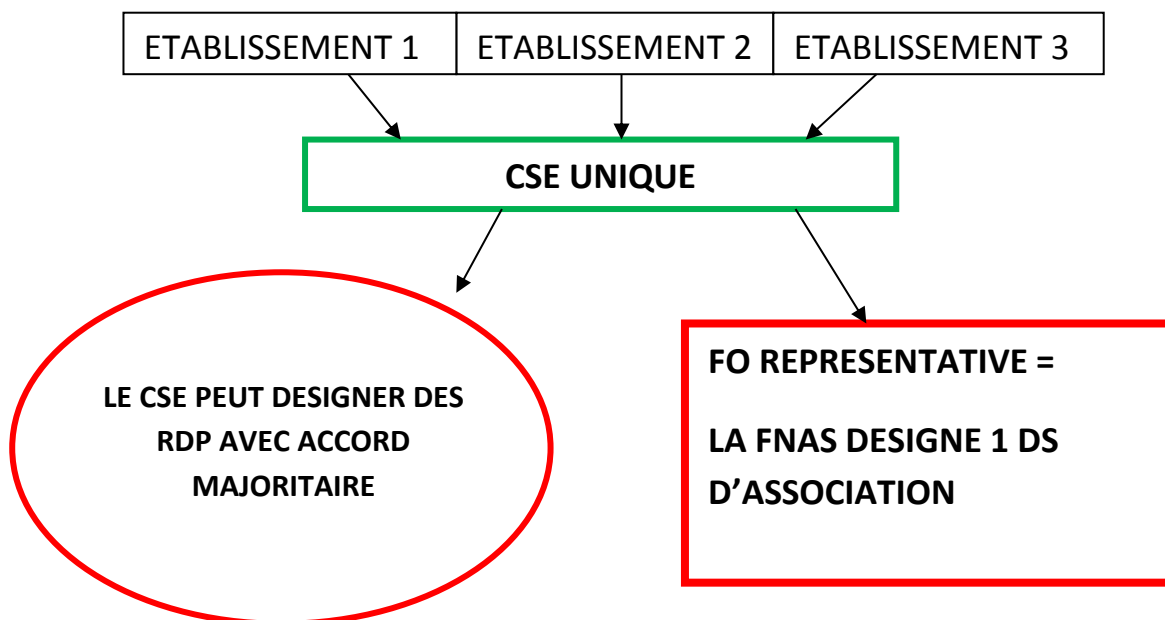 ETABLISSEMENT 1 ETABLISSEMENT 2 ETABLISSEMENT 3
CSE UNIQUE
LE CSE PEUT DESIGNER DES
RDP AVEC ACCORD
MAJORITAIRE
FO REPRESENTATIVE =
LA FNAS DESIGNE 1 DS
D’ASSOCIATION